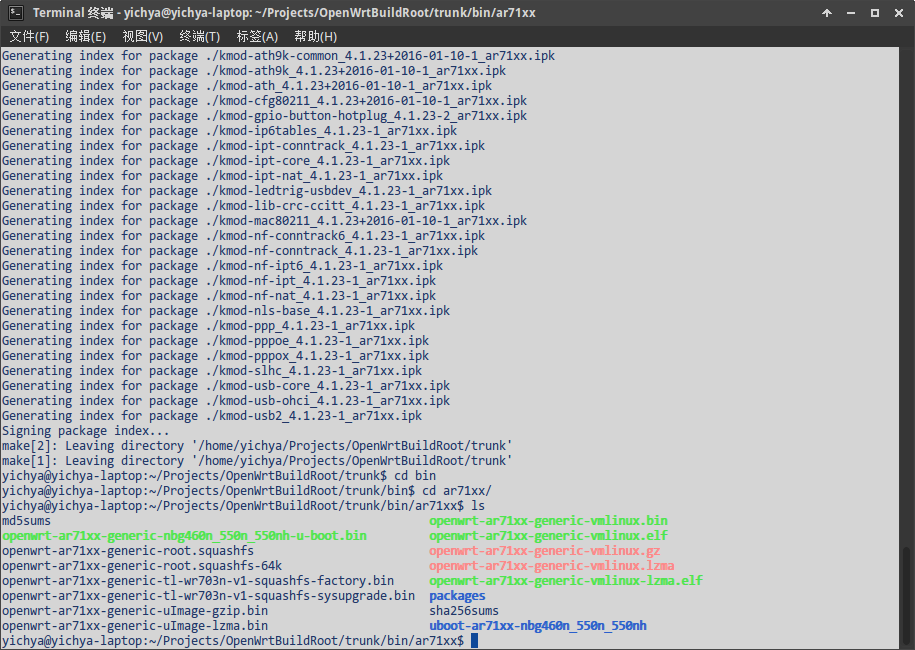 Terminal 终端 - yichya@yichya-laptop: ~/Projects/OpenWrtBuildRoot/trunk/bin/ar71xx
文件(F) 编辑(E) 视图(V) 终端(T) 标签(A) 帮助(H)
Generating index for package ./kmod-ath9k-common_4.1.23+2016-01-10-1_ar71xx.ipk
Generating index for package ./kmod-ath9k_4.1.23+2016-01-10-1_ar71xx.ipk
Generating index for package ./kmod-ath_4.1.23+2016-01-10-1_ar71xx.ipk
Generating index for package ./kmod-cfg80211_4.1.23+2016-01-10-1_ar71xx.ipk
Generating index for package ./kmod-gpio-button-hotplug_4.1.23-2_ar71xx.ipk
Generating index for package ./kmod-ip6tables_4.1.23-1_ar71xx.ipk
Generating index for package ./kmod-ipt-conntrack_4.1.23-1_ar71xx.ipk
Generating index for package ./kmod-ipt-core_4.1.23-1_ar71xx.ipk
Generating index for package ./kmod-ipt-nat_4.1.23-1_ar71xx.ipk
Generating index for package ./kmod-ledtrig-usbdev_4.1.23-1_ar71xx.ipk
Generating index for package ./kmod-lib-crc-ccitt_4.1.23-1_ar71xx.ipk
Generating index for package ./kmod-mac80211_4.1.23+2016-01-10-1_ar71xx.ipk
Generating index for package ./kmod-nf-conntrack6_4.1.23-1_ar71xx.ipk
Generating index for package ./kmod-nf-conntrack_4.1.23-1_ar71xx.ipk
Generating index for package ./kmod-nf-ipt6_4.1.23-1_ar71xx.ipk
Generating index for package ./kmod-nf-ipt_4.1.23-1_ar71xx.ipk
Generating index for package ./kmod-nf-nat_4.1.23-1_ar71xx.ipk
Generating index for package ./kmod-nls-base_4.1.23-1_ar71xx.ipk
Generating index for package ./kmod-ppp_4.1.23-1_ar71xx.ipk
Generating index for package ./kmod-pppoe_4.1.23-1_ar71xx.ipk
Generating index for package ./kmod-pppox_4.1.23-1_ar71xx.ipk
Generating index for package ./kmod-slhc_4.1.23-1_ar71xx.ipk
Generating index for package ./kmod-usb-core_4.1.23-1_ar71xx.ipk
Generating index for package ./kmod-usb-ohci_4.1.23-1_ar71xx.ipk
Generating index for package ./kmod-usb2_4.1.23-1_ar71xx.ipk
Signing package index...
make[2]: Leaving directory '/home/yichya/Projects/OpenWrtBuildRoot/trunk'
make[1]: Leaving directory '/home/yichya/Projects/OpenWrtBuildRoot/trunk'
yichya@yichya-laptop:~/Projects/OpenWrtBuildRoot/trunk$ cd bin
yichya@yichya-laptop:~/Projects/OpenWrtBuildRoot/trunk/bin$ cd ar71xx/
yichya@yichya-laptop:~/Projects/OpenWrtBuildRoot/trunk/bin/ar71xx$ ls
md5sums openwrt-ar71xx-generic-vmlinux.bin
openwrt-ar71xx-generic-nbg460n_550n_550nh-u-boot.bin openwrt-ar71xx-generic-vmlinux.elf
openwrt-ar71xx-generic-root.squashfs openwrt-ar71xx-generic-vmlinux.gz
openwrt-ar71xx-generic-root.squashfs-64k openwrt-ar71xx-generic-vmlinux.lzma
openwrt-ar71xx-generic-tl-wr703n-v1-squashfs-factory.bin openwrt-ar71xx-generic-vmlinux-lzma.elf
openwrt-ar71xx-generic-tl-wr703n-v1-squashfs-sysupgrade.bin packages
openwrt-ar71xx-generic-uImage-gzip.bin sha256sums
openwrt-ar71xx-generic-uImage-lzma.bin uboot-ar71xx-nbg460n_550n_550nh
yichya@yichya-laptop:~/Projects/OpenWrtBuildRoot/trunk/bin/ar71xx$